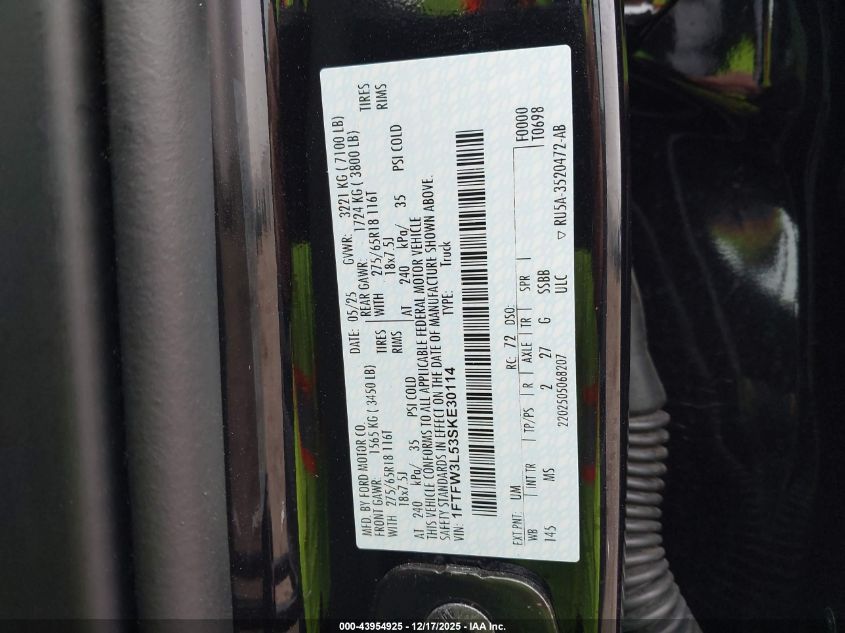 MFD. BY FORD MOTOR CO.
DATE: 05/25 GVWR: 3221 KG ( 7100 LB)
FRONT GAWR: 1565 KG ( 3450 LB)
REAR GAWR: 1724 KG ( 3800 LB)
WITH 275/65R18 116T TIRES
WITH 275/65R18 116T TIRES
18x7.5J RIMS
18x7.5J RIMS
AT 240 kPa/ 35 PSI COLD
AT 240 kPa/ 35 PSI COLD
THIS VEHICLE CONFORMS TO ALL APPLICABLE FEDERAL MOTOR VEHICLE
SAFETY STANDARDS IN EFFECT ON THE DATE OF MANUFACTURE SHOWN ABOVE.
VIN: 1FTFW3L53SKE30114 TYPE: Truck
F0000
T0698
EXT PNT: UM RC: 72 DSO:
WB INT TR TP/PS R AXLE TR SPR
145 MS 2 27 G SSBB
2202505068207 ULC
▽ RU5A-3520472-AB
000-43954925 - 12/17/2025 - IAA Inc.